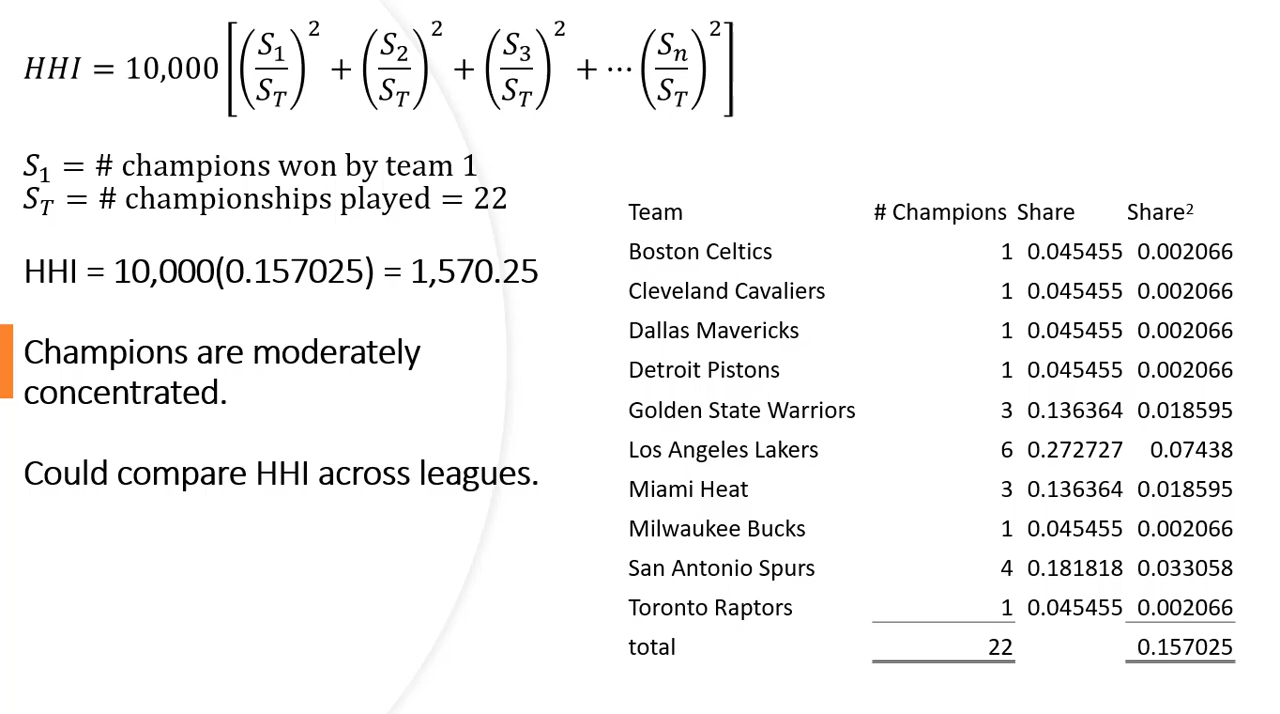 HHI = 10,000 [(S₁/S_T)² + (S₂/S_T)² + (S₃/S_T)² + ⋯ (Sₙ/S_T)²]
S₁ = # champions won by team 1
S_T = # championships played = 22
HHI = 10,000(0.157025) = 1,570.25
Champions are moderately
concentrated.
Could compare HHI across leagues.
Team # Champions Share Share²
Boston Celtics 1 0.045455 0.002066
Cleveland Cavaliers 1 0.045455 0.002066
Dallas Mavericks 1 0.045455 0.002066
Detroit Pistons 1 0.045455 0.002066
Golden State Warriors 3 0.136364 0.018595
Los Angeles Lakers 6 0.272727 0.07438
Miami Heat 3 0.136364 0.018595
Milwaukee Bucks 1 0.045455 0.002066
San Antonio Spurs 4 0.181818 0.033058
Toronto Raptors 1 0.045455 0.002066
total 22 0.157025